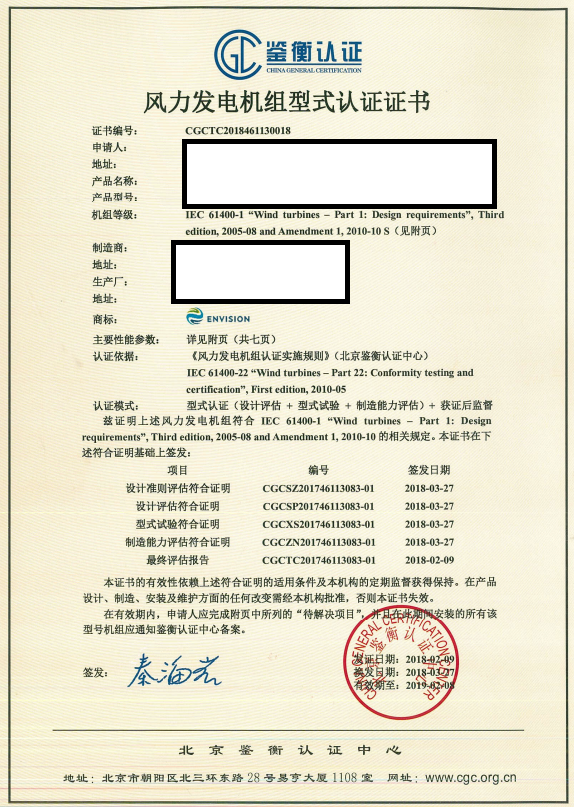 鉴衡认证
CHINA GENERAL CERTIFICATION
风力发电机组型式认证证书
证书编号： CGCTC2018461130018
申请人：
地址：
产品名称：
产品型号：
机组等级： IEC 61400-1 “Wind turbines – Part 1: Design requirements”, Third
edition, 2005-08 and Amendment 1, 2010-10 S（见附页）
制造商：
地址：
生产厂：
地址：
商标： ENVISION
主要性能参数： 详见附页（共七页）
认证依据： 《风力发电机组认证实施规则》（北京鉴衡认证中心）
IEC 61400-22 “Wind turbines – Part 22: Conformity testing and
certification”, First edition, 2010-05
认证模式： 型式认证（设计评估 + 型式试验 + 制造能力评估）+ 获证后监督
兹证明上述风力发电机组符合 IEC 61400-1 “Wind turbines – Part 1: Design
requirements”, Third edition, 2005-08 and Amendment 1, 2010-10 的相关规定。本证书在下
述符合证明基础上签发：
项目 编号 签发日期
设计准则评估符合证明 CGCSZ201746113083-01 2018-03-27
设计评估符合证明 CGCSP201746113083-01 2018-03-27
型式试验符合证明 CGCXS201746113083-01 2018-03-27
制造能力评估符合证明 CGCZN201746113083-01 2018-03-27
最终评估报告 CGCTC201746113083-01 2018-02-09
本证书的有效性依赖上述符合证明的适用条件及本机构的定期监督获得保持。在产品
设计、制造、安装及维护方面的任何改变需经本机构批准，否则本证书失效。
在有效期内，申请人应完成附页中所列的“待解决项目”，并且在此期间安装的所有该
型号机组应通知鉴衡认证中心备案。
签发： 秦海岩
发证日期： 2018-02-09
换发日期： 2018-03-27
有效期至： 2019-02-08
CHINA GENERAL CERTIFICATION CENTER
北京鉴衡认证中心
北京鉴衡认证中心
地址：北京市朝阳区北三环东路 28 号易亨大厦 1108 室 网址：www.cgc.org.cn